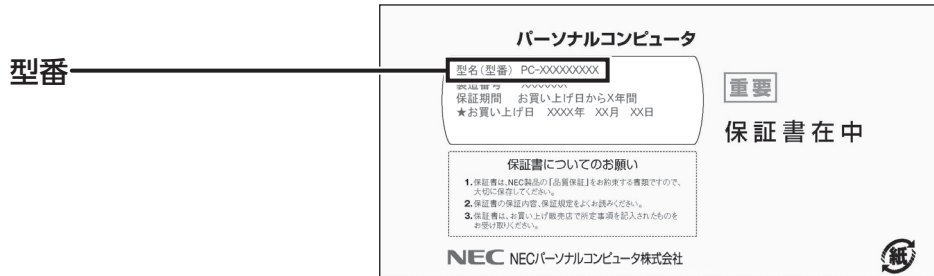 型番
パーソナルコンピュータ
型名(型番) PC-XXXXXXXXX
製造番号 XXXXXXX
保証期間 お買い上げ日からX年間
★お買い上げ日 XXXX年 XX月 XX日
重要
保証書在中
保証書についてのお願い
1.保証書は、NEC製品の「品質保証」をお約束する書類ですので、
大切に保存してください。
2.保証書の保証内容、保証規定をよくお読みください。
3.保証書は、お買い上げ販売店で所定事項を記入されたものを
お受け取りください。
NEC NECパーソナルコンピュータ株式会社
紙